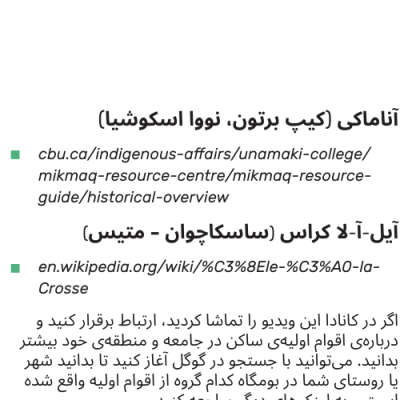 آناماکی (کیپ برتون، نووا اسکوشیا)
cbu.ca/indigenous-affairs/unamaki-college/
mikmaq-resource-centre/mikmaq-resource-
guide/historical-overview
آیل-آ-لا کراس (ساسکاچوان - متیس)
en.wikipedia.org/wiki/%C3%8Ele-%C3%A0-la-
Crosse
اگر در کانادا این ویدیو را تماشا کردید، ارتباط برقرار کنید و
درباره‌ی اقوام اولیه‌ی ساکن در جامعه و منطقه‌ی خود بیشتر
بدانید. می‌توانید با جستجو در گوگل آغاز کنید تا بدانید شهر
یا روستای شما در بومگاه کدام گروه از اقوام اولیه واقع شده